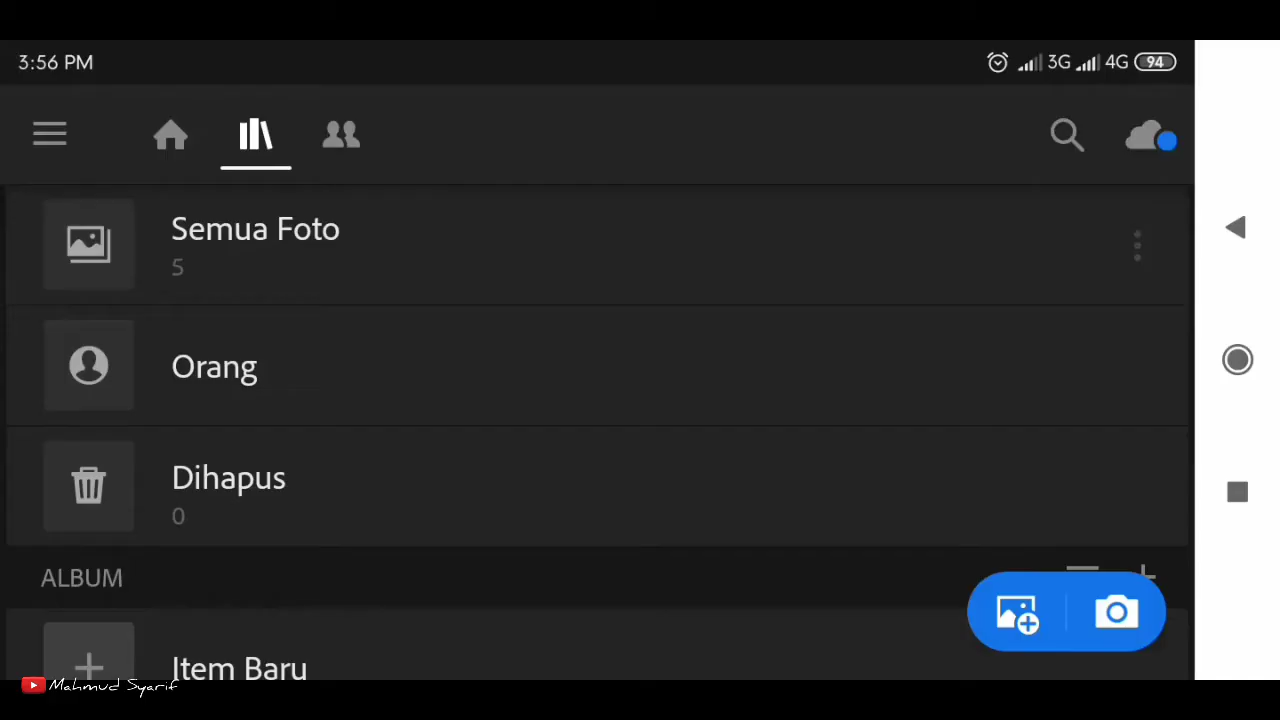 3:56 PM
3G 4G 94
Semua Foto
5
Orang
Dihapus
0
ALBUM
Item Baru
Mahmud Syarif